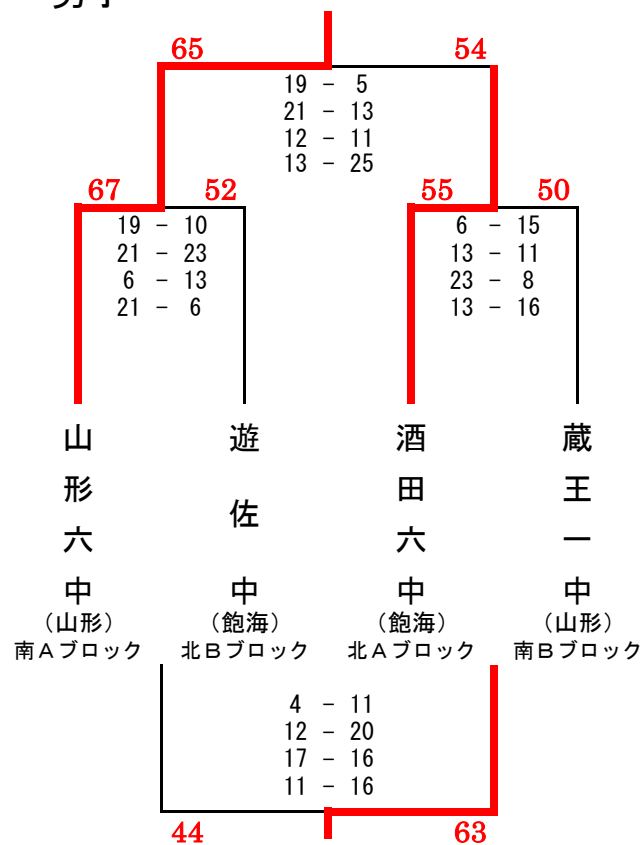 65 54
19 - 5
21 - 13
12 - 11
13 - 25
67 52
19 - 10
21 - 23
6 - 13
21 - 6
55 50
6 - 15
13 - 11
23 - 8
13 - 16
山形六中
(山形)
南Aブロック
遊佐中
(飽海)
北Bブロック
酒田六中
(飽海)
北Aブロック
蔵王一中
(山形)
南Bブロック
4 - 11
12 - 20
17 - 16
11 - 16
44 63